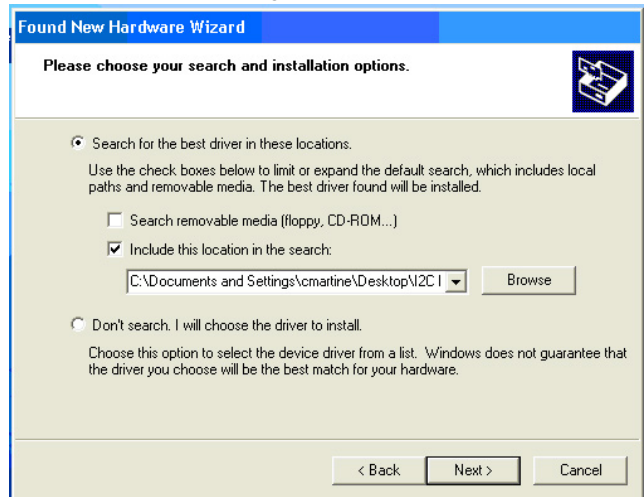 Found New Hardware Wizard
Please choose your search and installation options.
Search for the best driver in these locations.
Use the check boxes below to limit or expand the default search, which includes local
paths and removable media. The best driver found will be installed.
Search removable media (floppy, CD-ROM...)
Include this location in the search:
C:\Documents and Settings\cmartine\Desktop\I2C I
Browse
Don't search. I will choose the driver to install.
Choose this option to select the device driver from a list. Windows does not guarantee that
the driver you choose will be the best match for your hardware.
< Back
Next >
Cancel